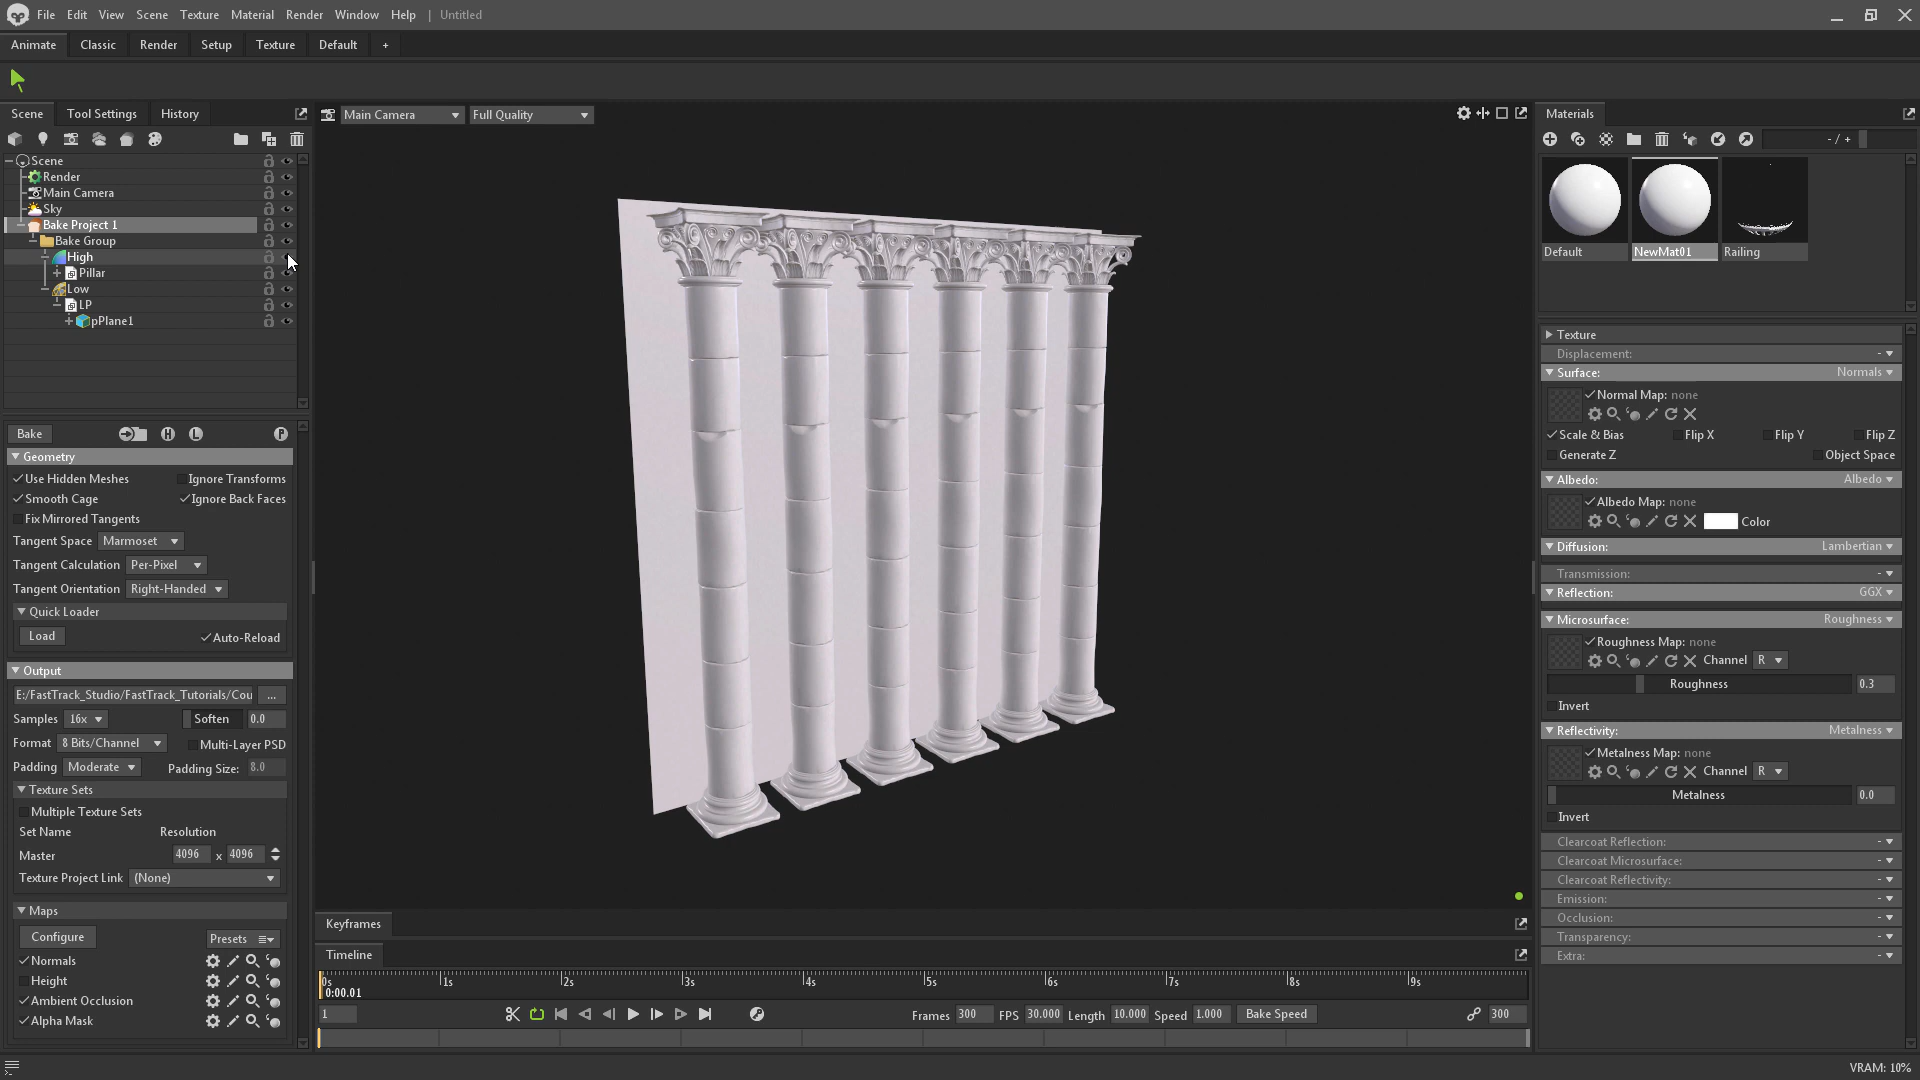 File Edit View Scene Texture Material Render Window Help | Untitled
Animate Classic Render Setup Texture Default +
Scene Tool Settings History
Main Camera Full Quality
Materials
- / +
Scene
Render
Main Camera
Sky
Bake Project 1
Bake Group
High
Pillar
Low
LP
pPlane1
Default NewMat01 Railing
Bake H L P
Geometry
Use Hidden Meshes Ignore Transforms
Smooth Cage Ignore Back Faces
Fix Mirrored Tangents
Tangent Space Marmoset
Tangent Calculation Per-Pixel
Tangent Orientation Right-Handed
Quick Loader
Load Auto-Reload
Output
E:/FastTrack_Studio/FastTrack_Tutorials/Cou ...
Samples 16x Soften 0.0
Format 8 Bits/Channel Multi-Layer PSD
Padding Moderate Padding Size: 8.0
Texture Sets
Multiple Texture Sets
Set Name Resolution
Master 4096 x 4096
Texture Project Link (None)
Maps
Configure Presets
Normals
Height
Ambient Occlusion
Alpha Mask
Texture
Displacement: -
Surface: Normals
Normal Map: none
Scale & Bias Flip X Flip Y Flip Z
Generate Z Object Space
Albedo: Albedo
Albedo Map: none
Color
Diffusion: Lambertian
Transmission: -
Reflection: GGX
Microsurface: Roughness
Roughness Map: none
Channel R
Roughness 0.3
Invert
Reflectivity: Metalness
Metalness Map: none
Channel R
Metalness 0.0
Invert
Clearcoat Reflection: -
Clearcoat Microsurface: -
Clearcoat Reflectivity: -
Emission: -
Occlusion: -
Transparency: -
Extra: -
Keyframes
Timeline
0s 1s 2s 3s 4s 5s 6s 7s 8s 9s
0:00.01
1 Frames 300 FPS 30.000 Length 10.000 Speed 1.000 Bake Speed 300
VRAM: 10%